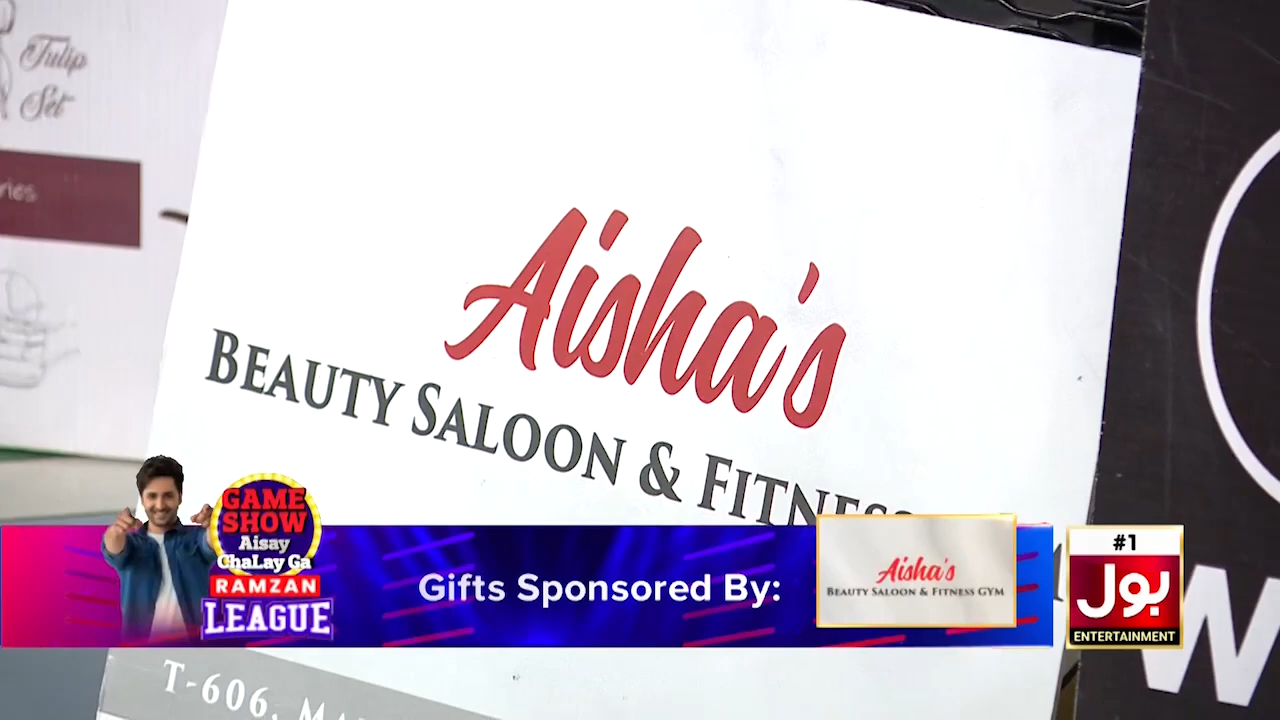 Tulip
Set
Aisha's
BEAUTY SALOON & FITNESS
GAME
SHOW
Aisay
ChaLay Ga
RAMZAN
LEAGUE
Gifts Sponsored By:
Aisha's
BEAUTY SALOON & FITNESS GYM
#1
بول
ENTERTAINMENT
W
T-606,